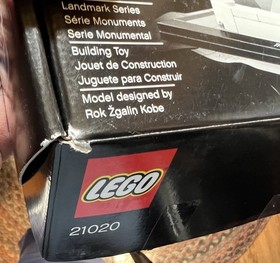 Landmark Series
Série Monuments
Serie Monumental
Building Toy
Jouet de Construction
Juguete para Construir
Model designed by
Rok Žgalin Kobe
LEGO
21020